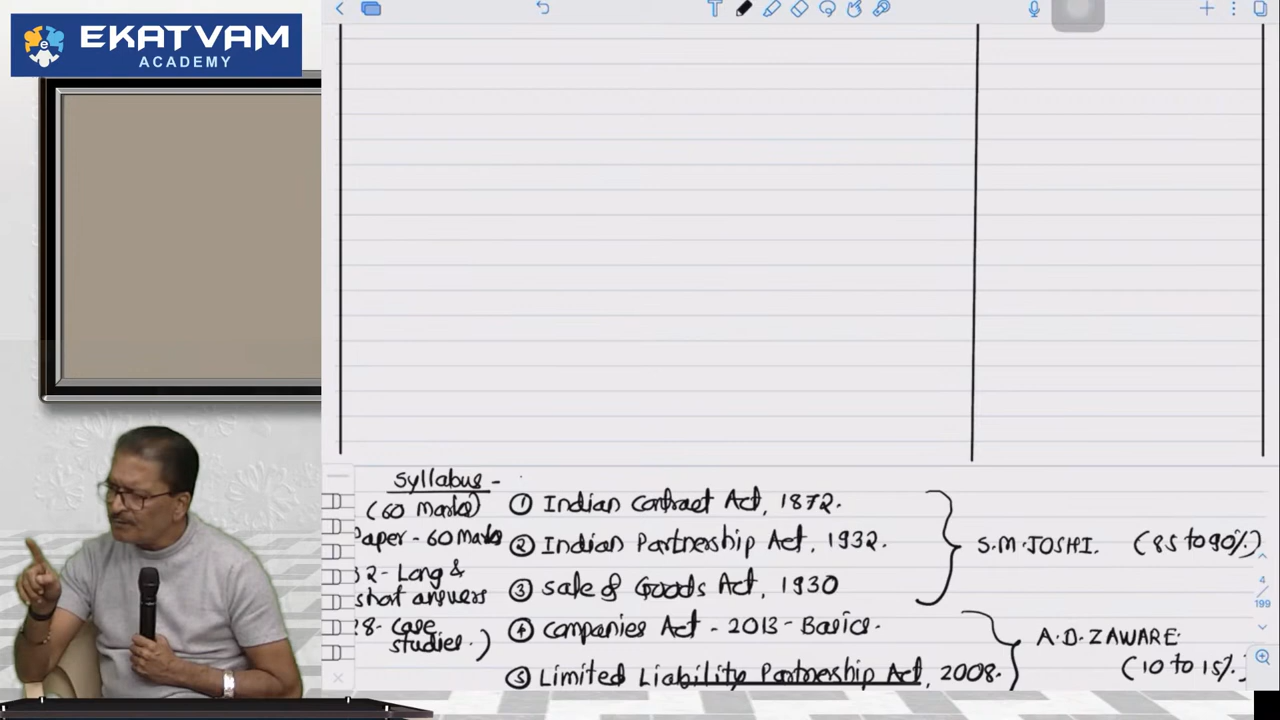 EKATVAM
ACADEMY
Syllabus -
(60 Marks)
Paper - 60 Marks
32 - Long &
short answers
28 - Case
studies.)
① Indian Contract Act, 1872.
② Indian Partnership Act, 1932.
③ Sale of Goods Act, 1930
S.M. JOSHI. (85 to 90%.)
④ Companies Act - 2013 - Basics.
⑤ Limited Liability Partnership Act, 2008.
A.D. ZAWARE.
(10 to 15%.)
4
199